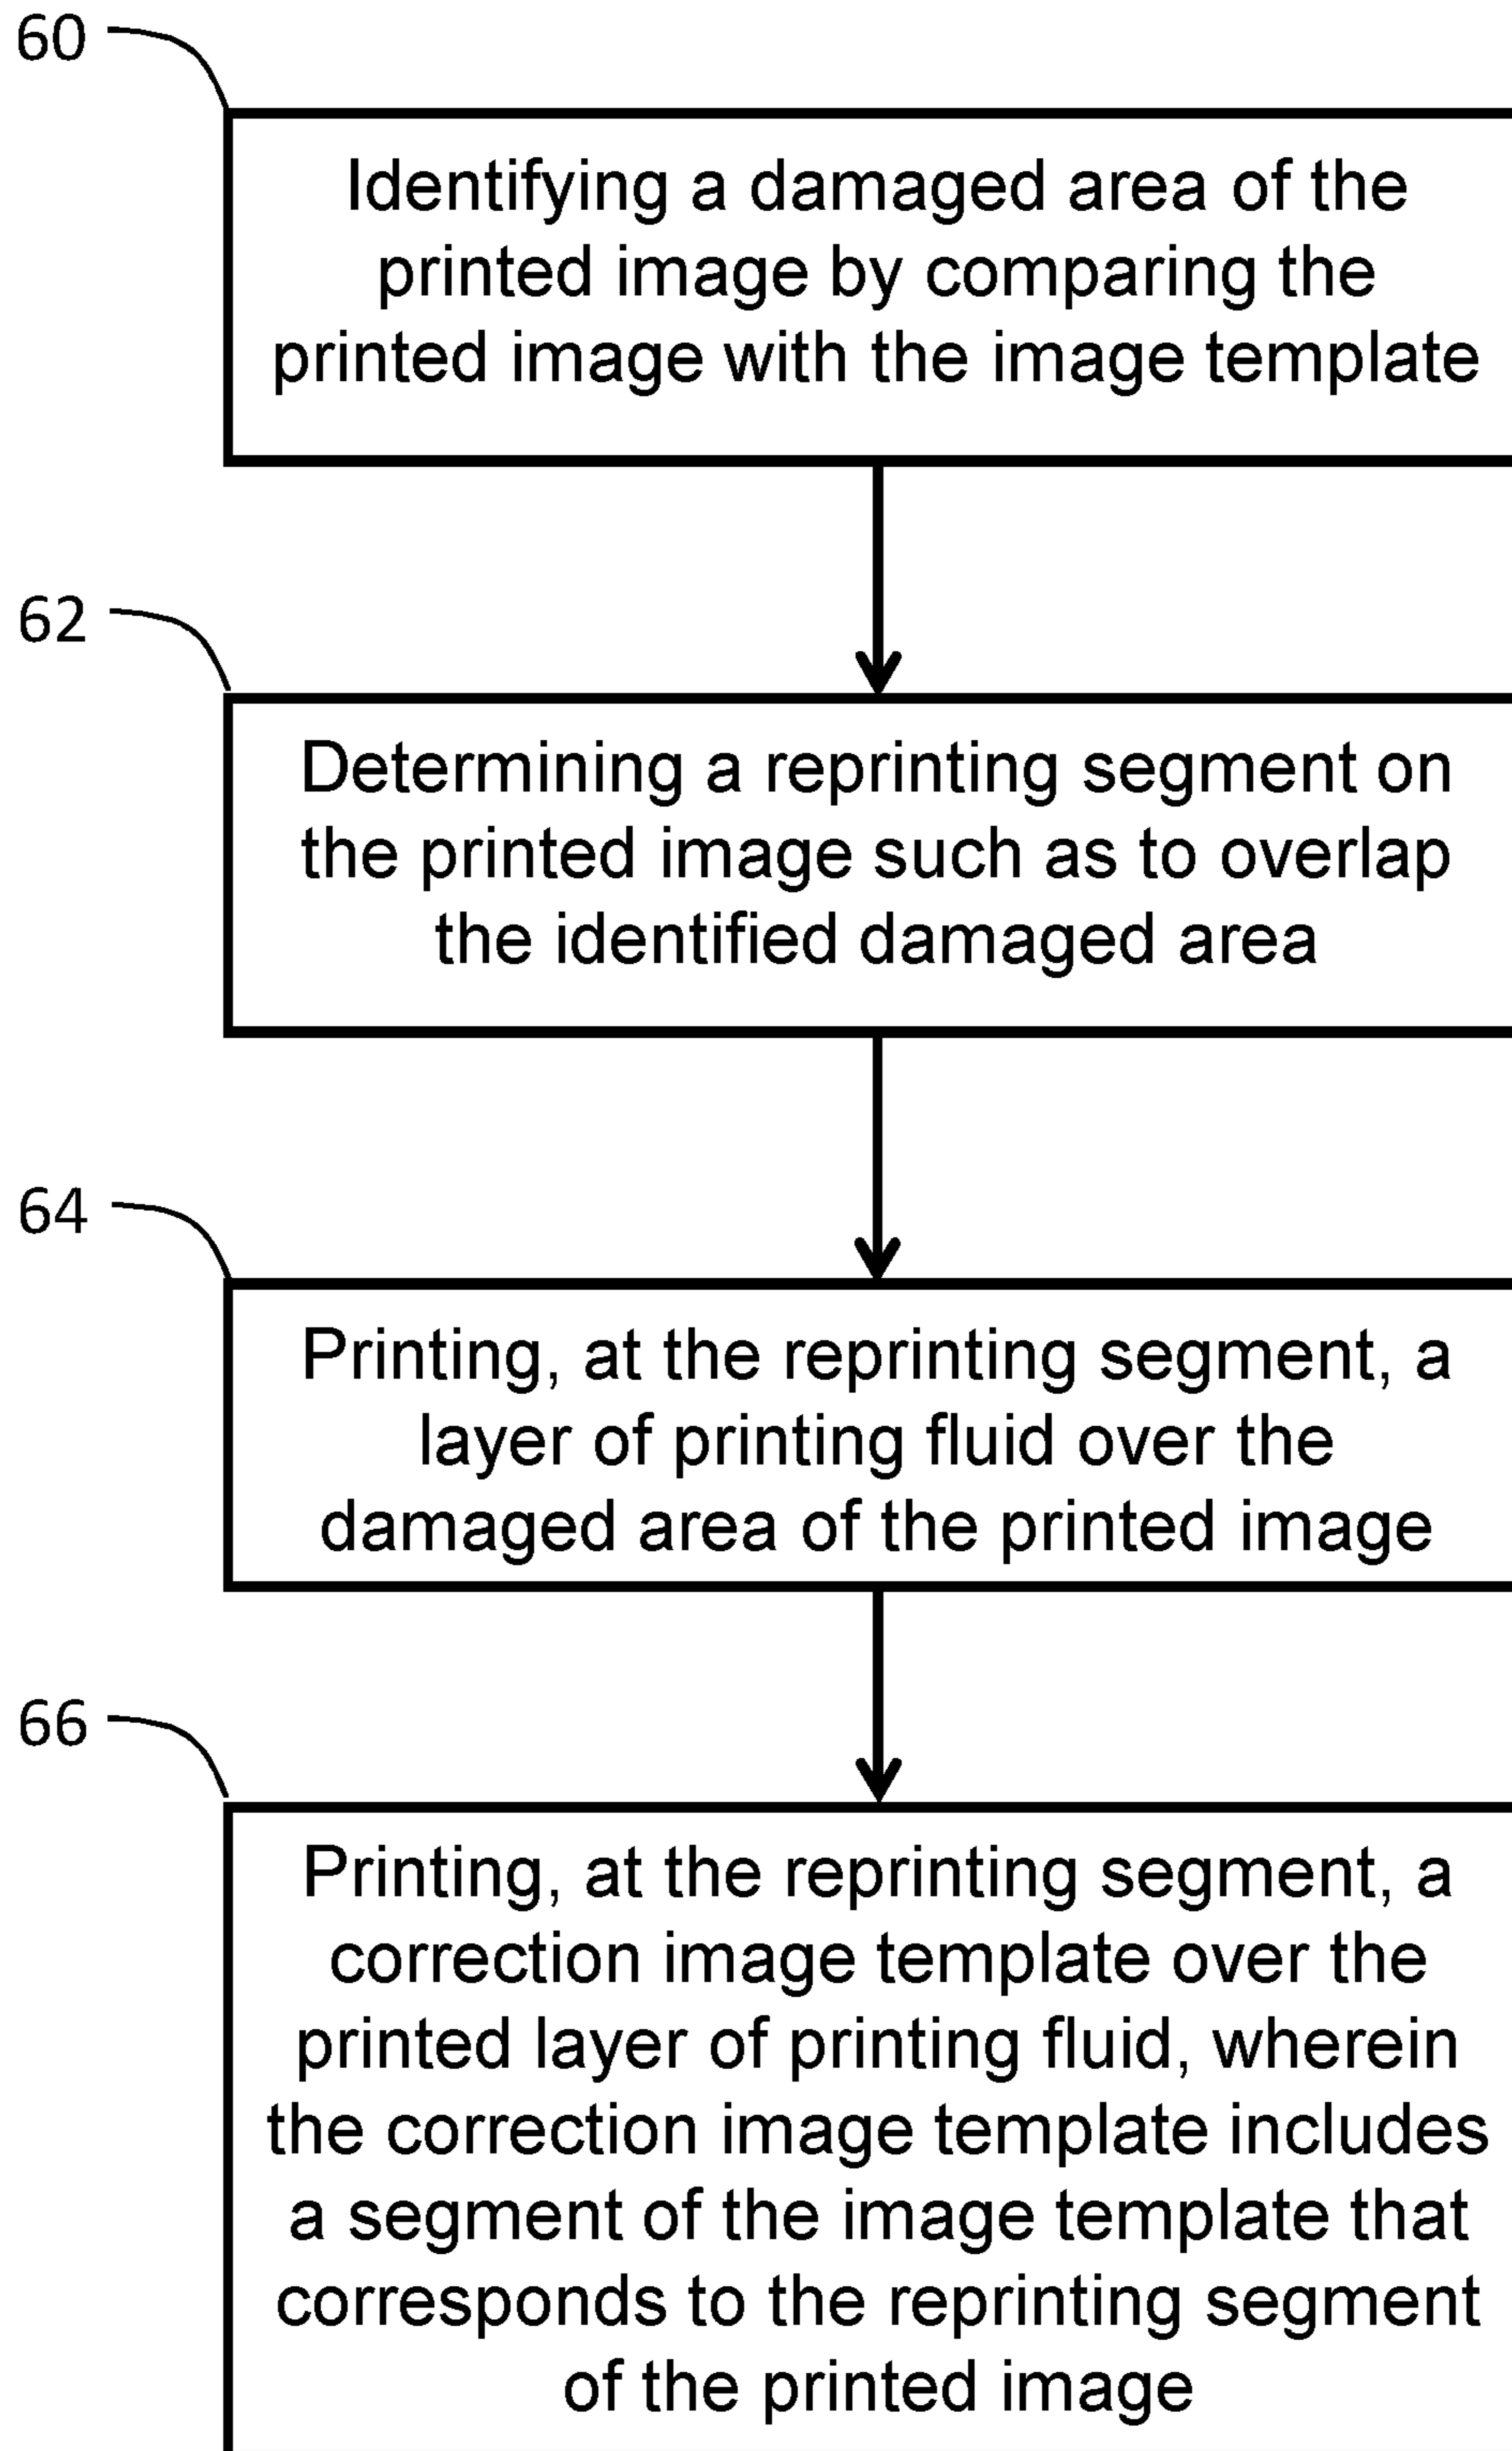 60
Identifying a damaged area of the
printed image by comparing the
printed image with the image template
62
Determining a reprinting segment on
the printed image such as to overlap
the identified damaged area
64
Printing, at the reprinting segment, a
layer of printing fluid over the
damaged area of the printed image
66
Printing, at the reprinting segment, a
correction image template over the
printed layer of printing fluid, wherein
the correction image template includes
a segment of the image template that
corresponds to the reprinting segment
of the printed image